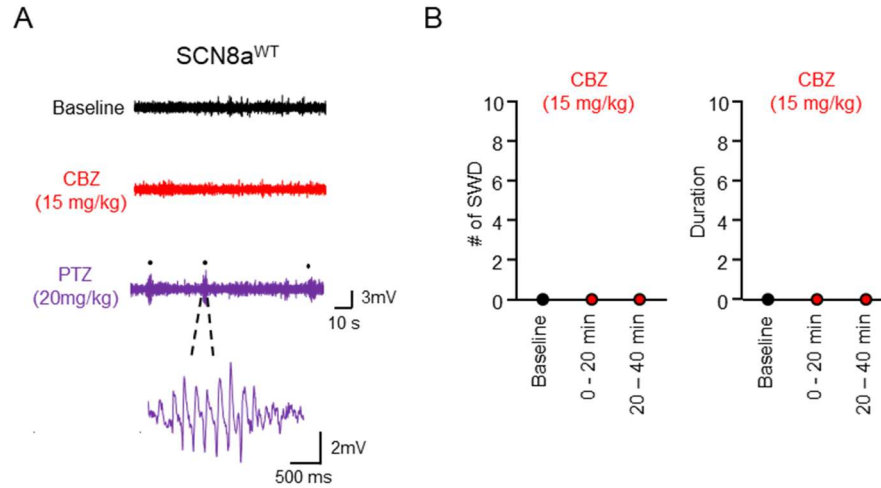 A
SCN8aWT
Baseline
CBZ
(15 mg/kg)
PTZ
(20mg/kg)
3mV
10 s
2mV
500 ms
B
CBZ
(15 mg/kg)
# of SWD
10
8
6
4
2
0
Baseline
0 - 20 min
20 – 40 min
CBZ
(15 mg/kg)
Duration
10
8
6
4
2
0
Baseline
0 - 20 min
20 – 40 min